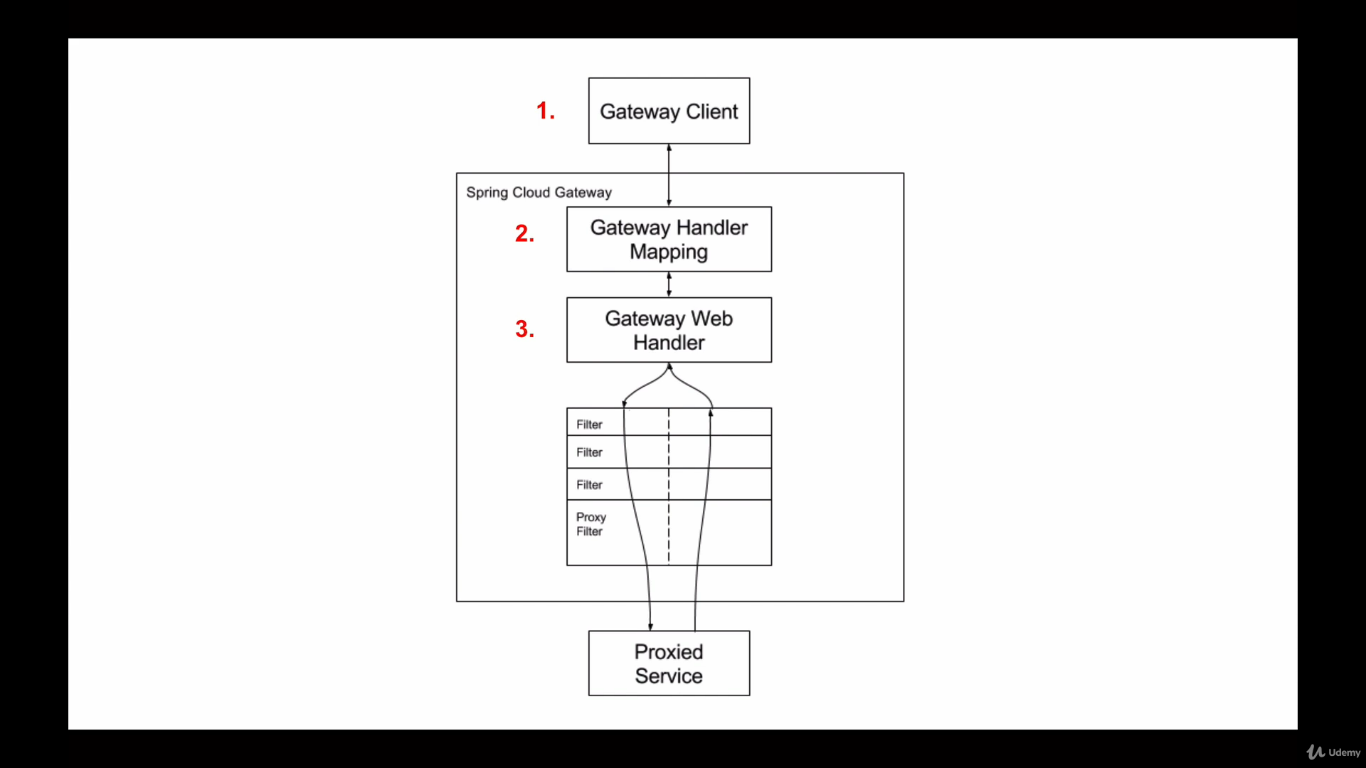 1.
Gateway Client
Spring Cloud Gateway
2.
Gateway Handler
Mapping
3.
Gateway Web
Handler
Filter
Filter
Filter
Proxy
Filter
Proxied
Service
Udemy